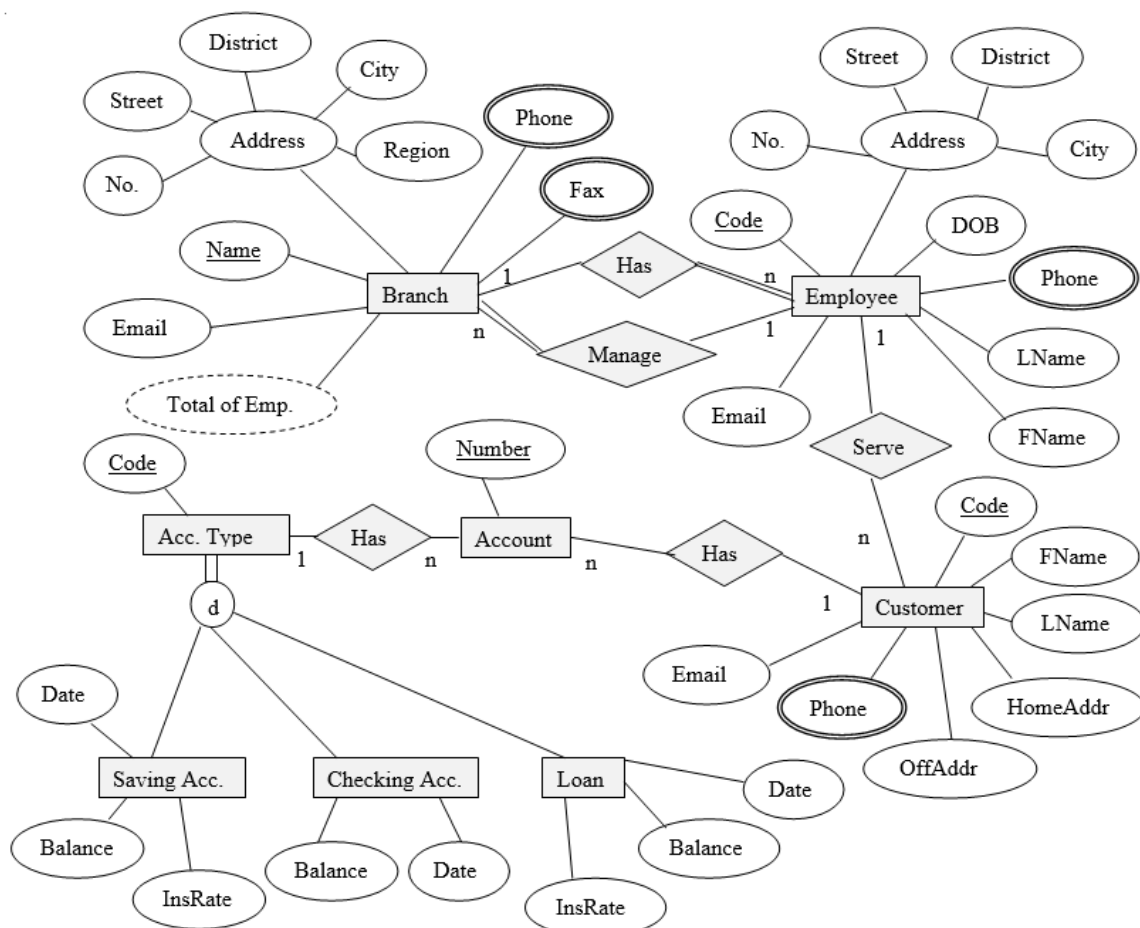 District
Street
City
Address
Region
No.
Phone
Fax
Name
Email
Branch
Total of Emp.
1
Has
n
n
Manage
1
Street
District
No.
Address
City
Code
DOB
Phone
Employee
LName
FName
Email
1
Serve
n
Code
Acc. Type
1
Has
n
Number
Account
n
Has
1
Code
FName
Customer
LName
Email
Phone
HomeAddr
OffAddr
d
Date
Saving Acc.
Balance
InsRate
Checking Acc.
Balance
Date
Loan
Date
Balance
InsRate